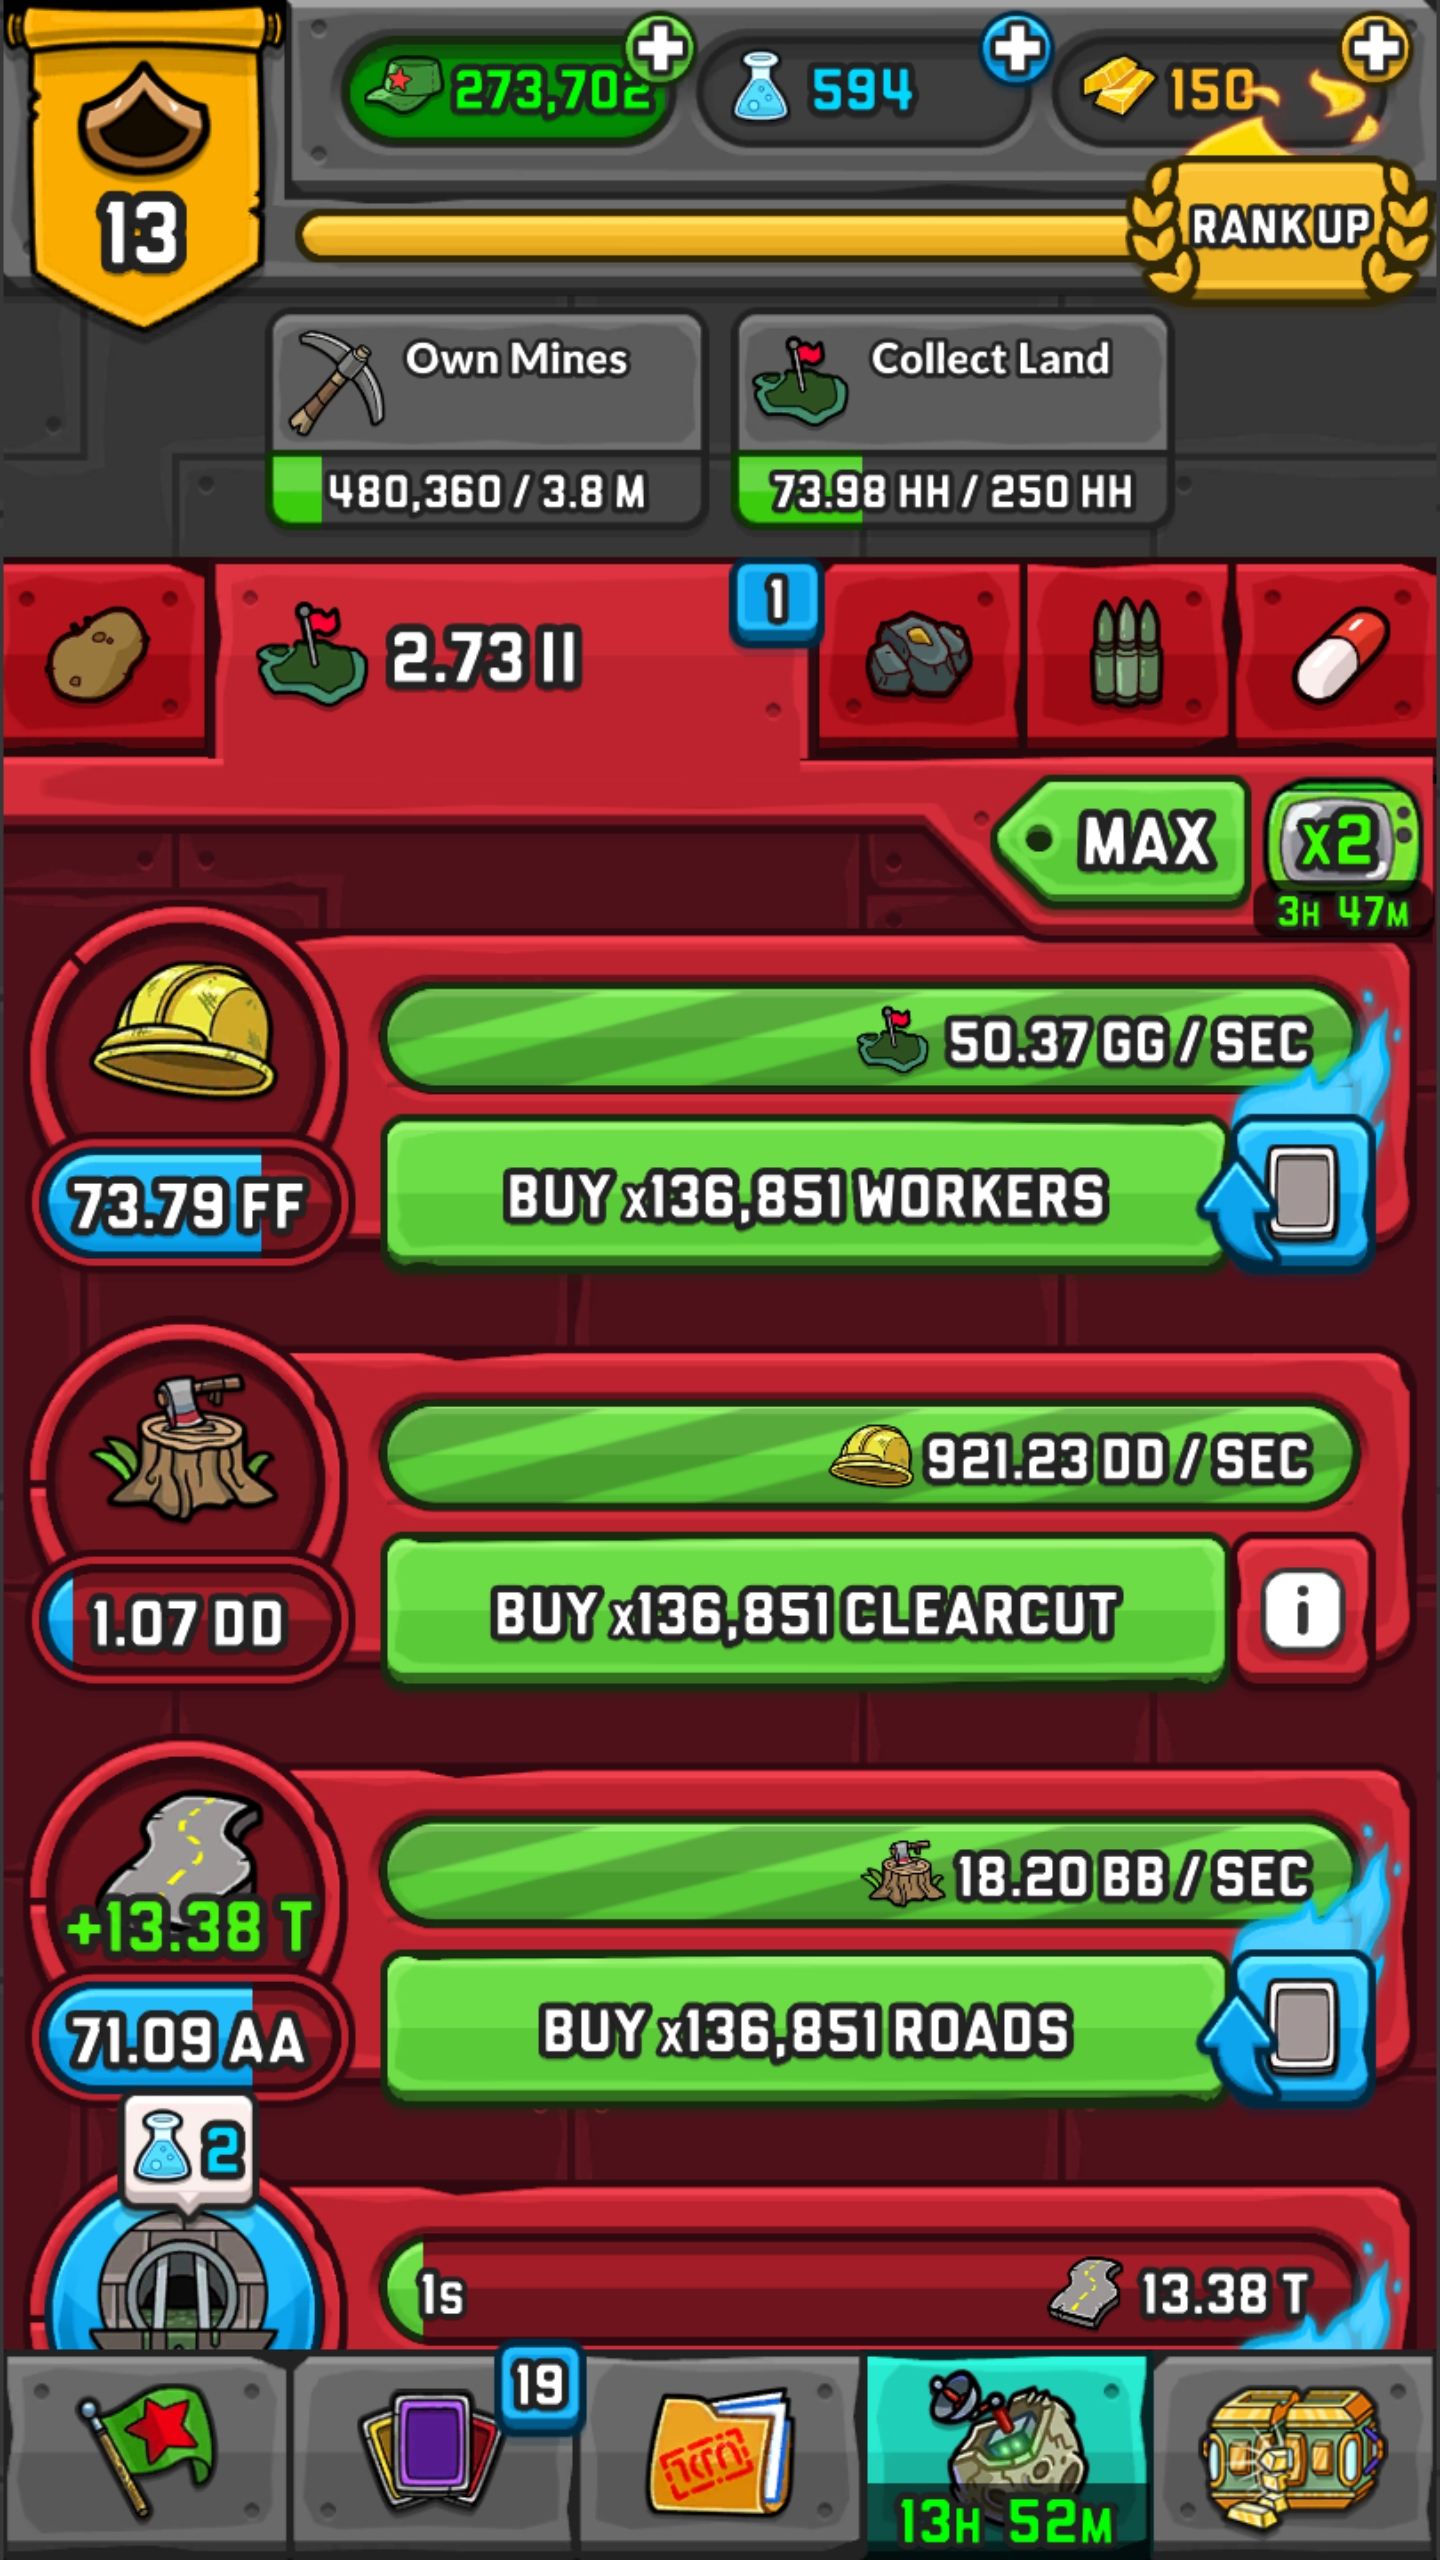 273,702
594
150
13
RANK UP
Own Mines
Collect Land
480,360 / 3.8 M
73.98 HH / 250 HH
2.73 II
1
MAX
x2
3H 47M
50.37 GG / SEC
73.79 FF
BUY x136,851 WORKERS
921.23 DD / SEC
1.07 DD
BUY x136,851 CLEARCUT
i
18.20 BB / SEC
+13.38 T
71.09 AA
BUY x136,851 ROADS
2
1s
13.38 T
19
13H 52M